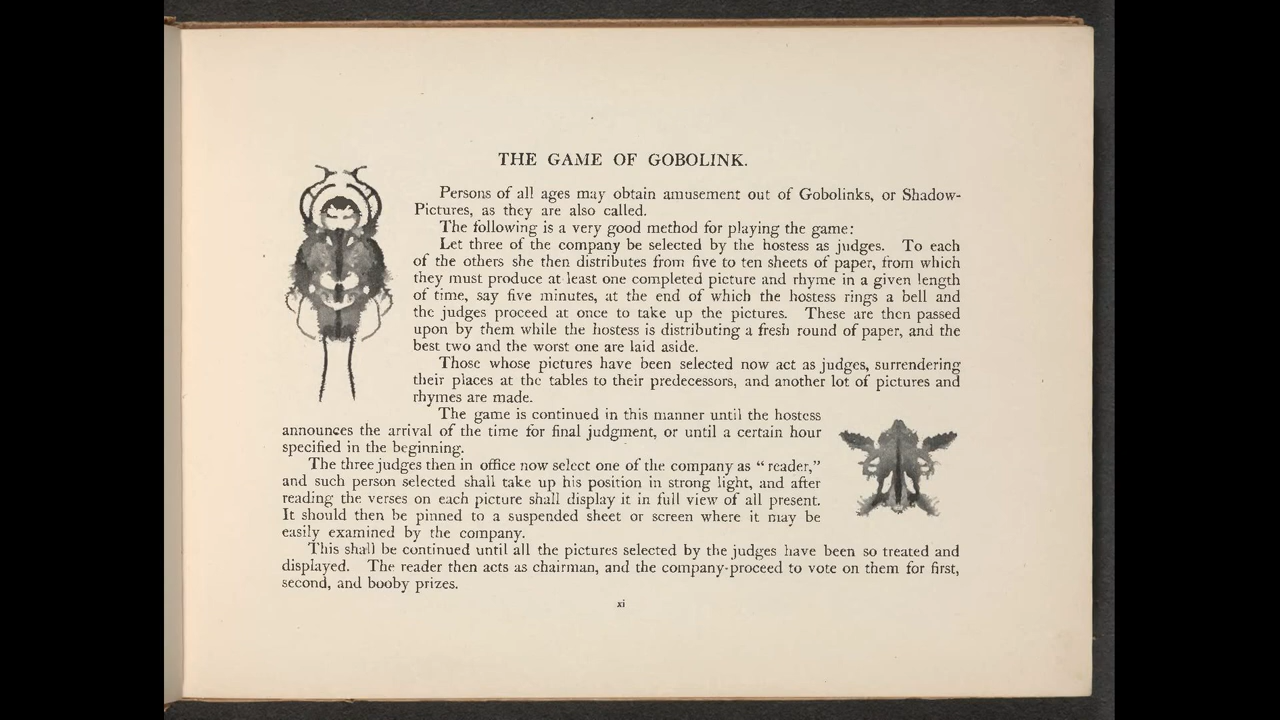 THE GAME OF GOBOLINK.
Persons of all ages may obtain amusement out of Gobolinks, or Shadow-
Pictures, as they are also called.
The following is a very good method for playing the game:
Let three of the company be selected by the hostess as judges. To each
of the others she then distributes from five to ten sheets of paper, from which
they must produce at least one completed picture and rhyme in a given length
of time, say five minutes, at the end of which the hostess rings a bell and
the judges proceed at once to take up the pictures. These are then passed
upon by them while the hostess is distributing a fresh round of paper, and the
best two and the worst one are laid aside.
Those whose pictures have been selected now act as judges, surrendering
their places at the tables to their predecessors, and another lot of pictures and
rhymes are made.
The game is continued in this manner until the hostess
announces the arrival of the time for final judgment, or until a certain hour
specified in the beginning.
The three judges then in office now select one of the company as “ reader,”
and such person selected shall take up his position in strong light, and after
reading the verses on each picture shall display it in full view of all present.
It should then be pinned to a suspended sheet or screen where it may be
easily examined by the company.
This shall be continued until all the pictures selected by the judges have been so treated and
displayed. The reader then acts as chairman, and the company proceed to vote on them for first,
second, and booby prizes.
xi